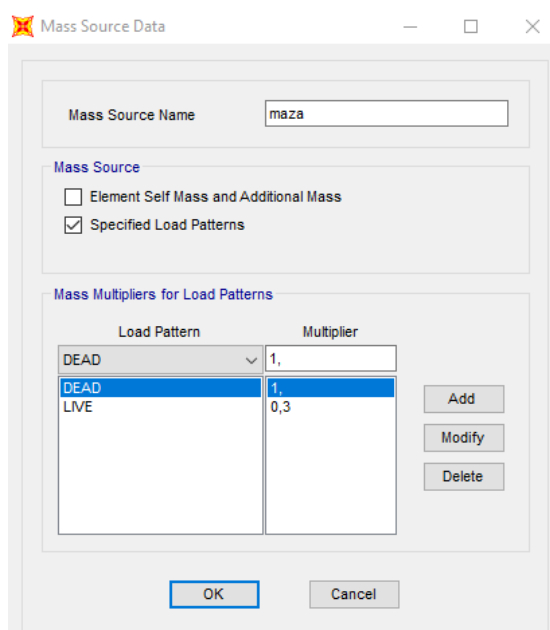 Mass Source Data
Mass Source Name maza
Mass Source
Element Self Mass and Additional Mass
Specified Load Patterns
Mass Multipliers for Load Patterns
Load Pattern Multiplier
DEAD 1,
DEAD 1,
LIVE 0,3
Add
Modify
Delete
OK Cancel